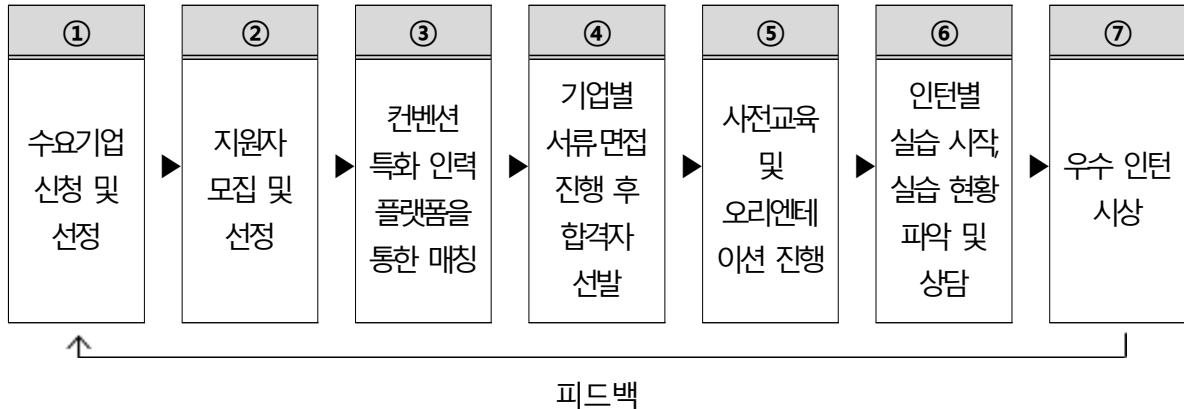 ①
수요기업
신청 및
선정
②
지원자
모집 및
선정
③
컨벤션
특화 인력
플랫폼을
통한 매칭
④
기업별
서류면접
진행 후
합격자
선발
⑤
사전교육
및
오리엔테
이션 진행
⑥
인턴별
실습 시작,
실습 현황
파악 및
상담
⑦
우수 인턴
시상
피드백